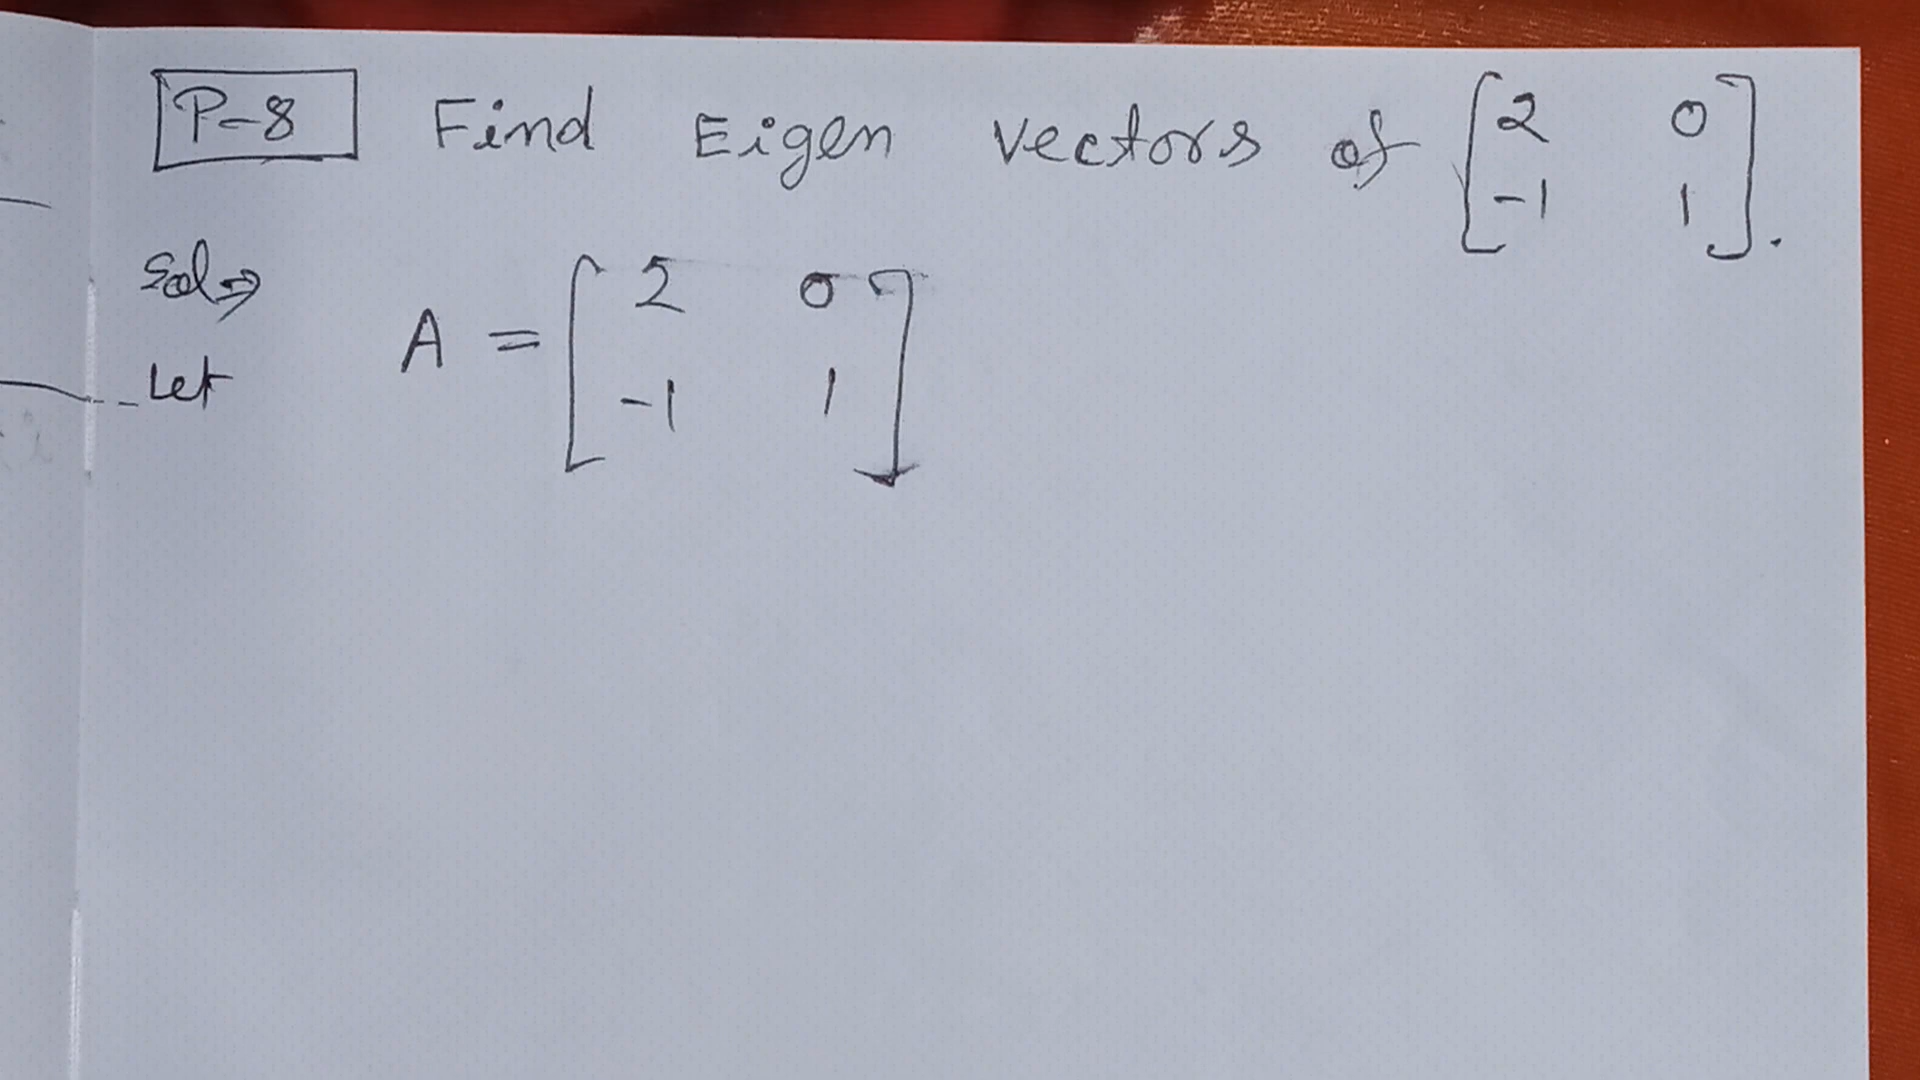 P-8 Find Eigen vectors of [2 0
-1 1].
Sol⇒
Let A = [2 0
-1 1]